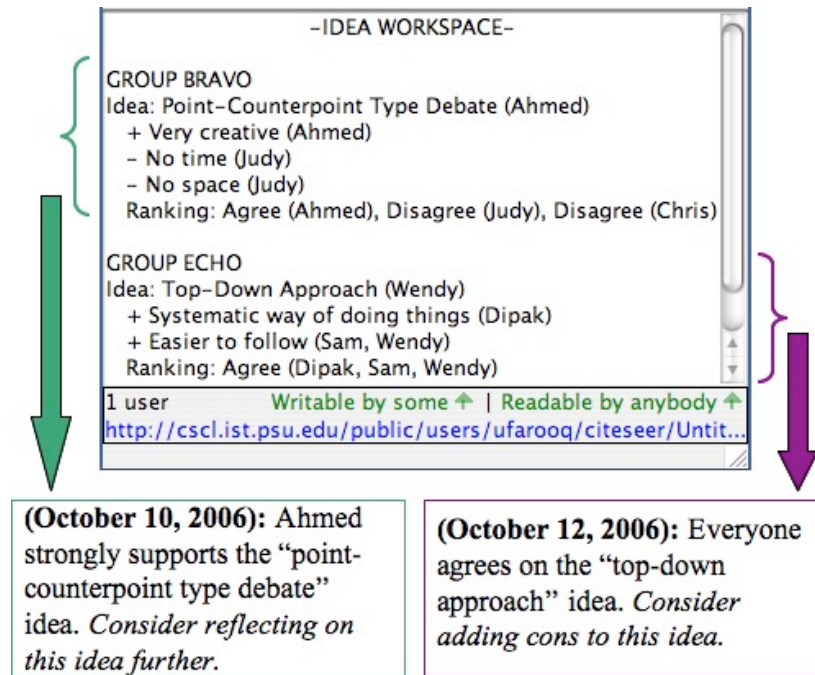 -IDEA WORKSPACE-
GROUP BRAVO
Idea: Point-Counterpoint Type Debate (Ahmed)
+ Very creative (Ahmed)
- No time (Judy)
- No space (Judy)
Ranking: Agree (Ahmed), Disagree (Judy), Disagree (Chris)
GROUP ECHO
Idea: Top-Down Approach (Wendy)
+ Systematic way of doing things (Dipak)
+ Easier to follow (Sam, Wendy)
Ranking: Agree (Dipak, Sam, Wendy)
1 user Writable by some | Readable by anybody
http://cscl.ist.psu.edu/public/users/ufarooq/citeseer/Untit...
(October 10, 2006): Ahmed
strongly supports the “point-
counterpoint type debate”
idea. Consider reflecting on
this idea further.
(October 12, 2006): Everyone
agrees on the “top-down
approach” idea. Consider
adding cons to this idea.